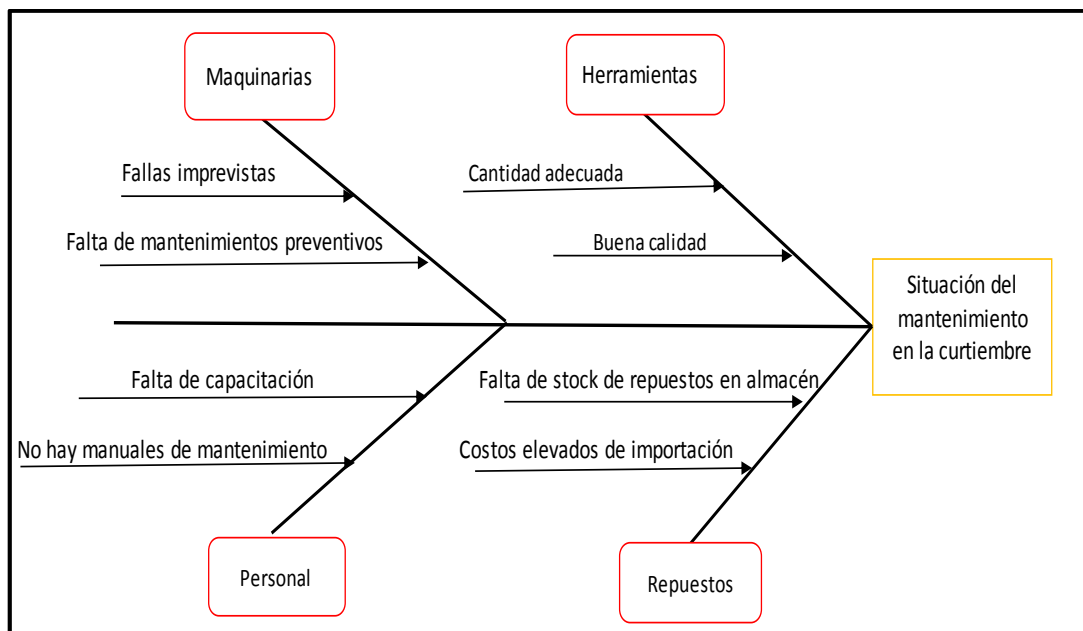 Maquinarias
Herramientas
Fallas imprevistas
Cantidad adecuada
Falta de mantenimientos preventivos
Buena calidad
Situación del
mantenimiento
en la curtiembre
Falta de capacitación
Falta de stock de repuestos en almacén
No hay manuales de mantenimiento
Costos elevados de importación
Personal
Repuestos